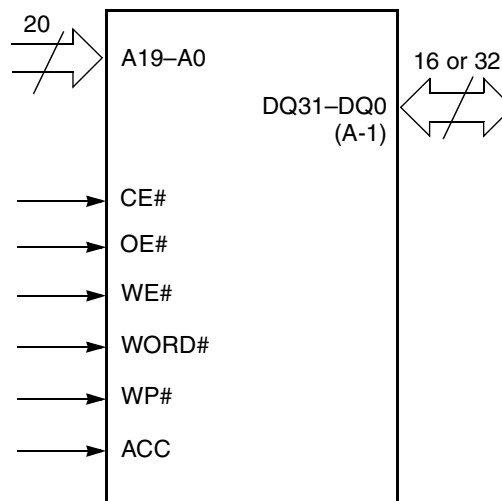 20
A19–A0
16 or 32
DQ31–DQ0
(A-1)
CE#
OE#
WE#
WORD#
WP#
ACC